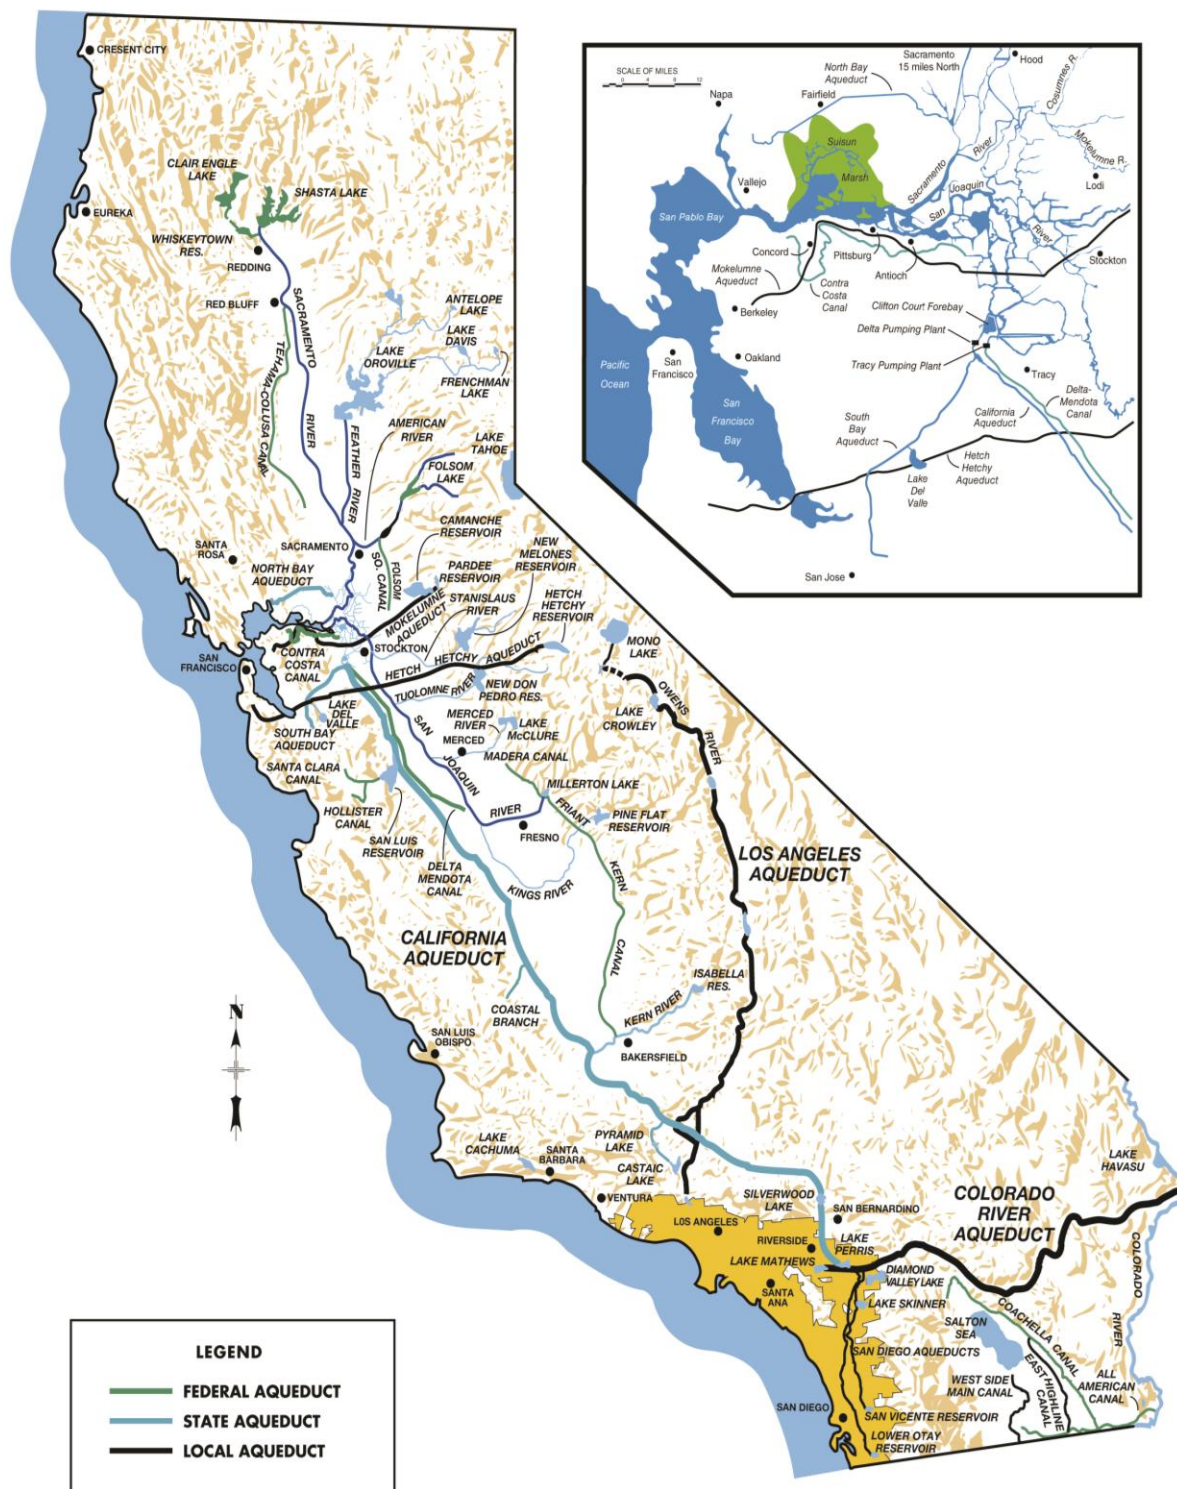 CRESENT CITY
CLAIR ENGLE
LAKE
SHASTA LAKE
EUREKA
WHISKEYTOWN
RES.
REDDING
RED BLUFF
SACRAMENTO
RIVER
TEHAMA-COLUSA CANAL
ANTELOPE
LAKE
LAKE
DAVIS
LAKE
OROVILLE
FRENCHMAN
LAKE
FEATHER
RIVER
AMERICAN
RIVER
LAKE
TAHOE
FOLSOM
LAKE
SANTA
ROSA
SACRAMENTO
NORTH BAY
AQUEDUCT
FOLSOM
SO. CANAL
CAMANCHE
RESERVOIR
NEW
MELONES
RESERVOIR
PARDEE
RESERVOIR
MOKELUMNE
AQUEDUCT
STANISLAUS
RIVER
HETCH
HETCHY
RESERVOIR
SAN
FRANCISCO
CONTRA
COSTA
CANAL
STOCKTON
HETCH HETCHY AQUEDUCT
MONO
LAKE
TUOLOMNE RIVER
NEW DON
PEDRO RES.
LAKE
DEL
VALLE
SOUTH BAY
AQUEDUCT
SAN
JOAQUIN
RIVER
MERCED
RIVER
LAKE
McCLURE
MERCED
MADERA CANAL
LAKE
CROWLEY
OWENS
RIVER
SANTA CLARA
CANAL
HOLLISTER
CANAL
SAN LUIS
RESERVOIR
MILLERTON LAKE
FRESNO
PINE FLAT
RESERVOIR
FRIANT
KERN
CANAL
DELTA
MENDOTA
CANAL
KINGS RIVER
LOS ANGELES
AQUEDUCT
CALIFORNIA
AQUEDUCT
COASTAL
BRANCH
ISABELLA
RES.
KERN RIVER
N
SAN LUIS
OBISPO
BAKERSFIELD
LAKE
CACHUMA
SANTA
BARBARA
PYRAMID
LAKE
CASTAIC
LAKE
VENTURA
SILVERWOOD
LAKE
SAN BERNARDINO
LOS ANGELES
RIVERSIDE
LAKE
PERRIS
COLORADO
RIVER
AQUEDUCT
LAKE
HAVASU
LAKE MATHEWS
SANTA
ANA
DIAMOND
VALLEY LAKE
LAKE SKINNER
SALTON
SEA
COACHELLA CANAL
COLORADO
RIVER
SAN DIEGO AQUEDUCTS
WEST SIDE
MAIN CANAL
EAST HIGHLINE
CANAL
ALL
AMERICAN
CANAL
SAN DIEGO
SAN VICENTE RESERVOIR
LOWER OTAY
RESERVOIR
LEGEND
FEDERAL AQUEDUCT
STATE AQUEDUCT
LOCAL AQUEDUCT
SCALE OF MILES
0 4 8 12
North Bay
Aqueduct
Sacramento
15 miles North
Hood
Cosumnes R.
Napa
Fairfield
Suisun
Marsh
Mokelumne R.
Vallejo
Sacramento
River
Lodi
San Pablo Bay
San
Joaquin
River
Concord
Pittsburg
Antioch
Stockton
Mokelumne
Aqueduct
Contra
Costa
Canal
Clifton Court Forebay
Berkeley
Delta Pumping Plant
Oakland
Tracy Pumping Plant
Tracy
Pacific
Ocean
San
Francisco
San
Francisco
Bay
Delta-
Mendota
Canal
California
Aqueduct
South
Bay
Aqueduct
Lake
Del
Valle
Hetch
Hetchy
Aqueduct
San Jose